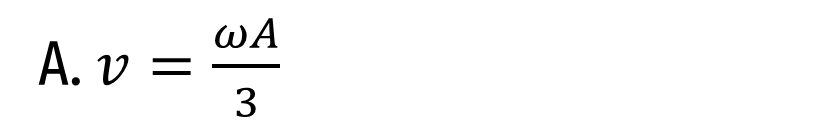 A. v = ωA/3